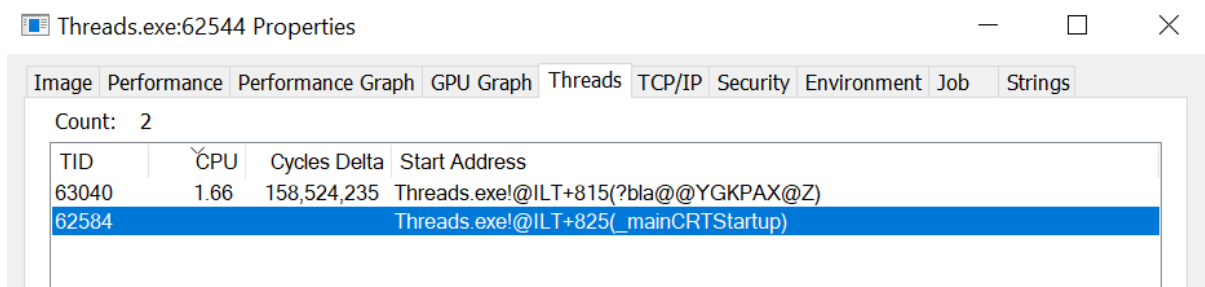 Threads.exe:62544 Properties
Image Performance Performance Graph GPU Graph Threads TCP/IP Security Environment Job Strings
Count: 2
TID CPU Cycles Delta Start Address
63040 1.66 158,524,235 Threads.exe!@ILT+815(?bla@@YGKPAX@Z)
62584 Threads.exe!@ILT+825(_mainCRTStartup)